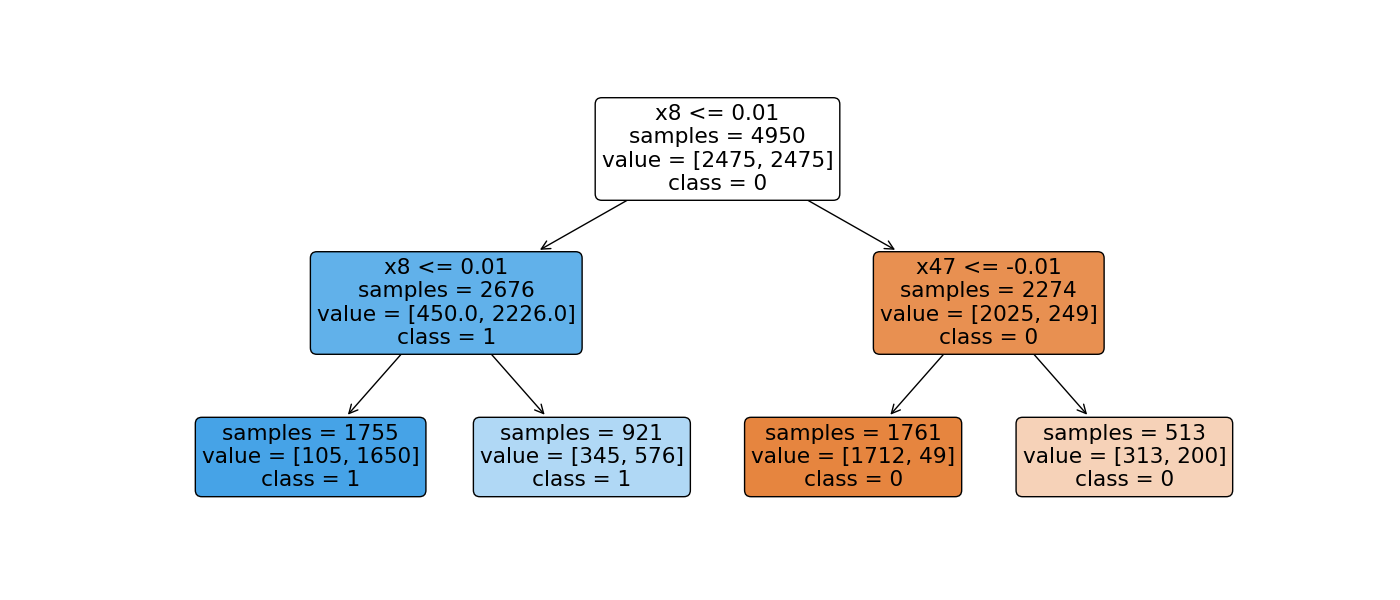 x8 <= 0.01
samples = 4950
value = [2475, 2475]
class = 0
x8 <= 0.01
samples = 2676
value = [450.0, 2226.0]
class = 1
x47 <= -0.01
samples = 2274
value = [2025, 249]
class = 0
samples = 1755
value = [105, 1650]
class = 1
samples = 921
value = [345, 576]
class = 1
samples = 1761
value = [1712, 49]
class = 0
samples = 513
value = [313, 200]
class = 0